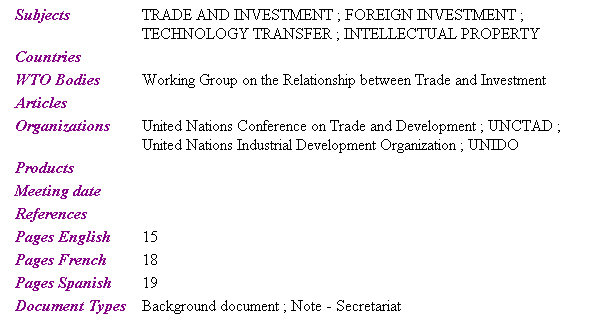 Subjects TRADE AND INVESTMENT ; FOREIGN INVESTMENT ;
TECHNOLOGY TRANSFER ; INTELLECTUAL PROPERTY
Countries
WTO Bodies Working Group on the Relationship between Trade and Investment
Articles
Organizations United Nations Conference on Trade and Development ; UNCTAD ;
United Nations Industrial Development Organization ; UNIDO
Products
Meeting date
References
Pages English 15
Pages French 18
Pages Spanish 19
Document Types Background document ; Note - Secretariat